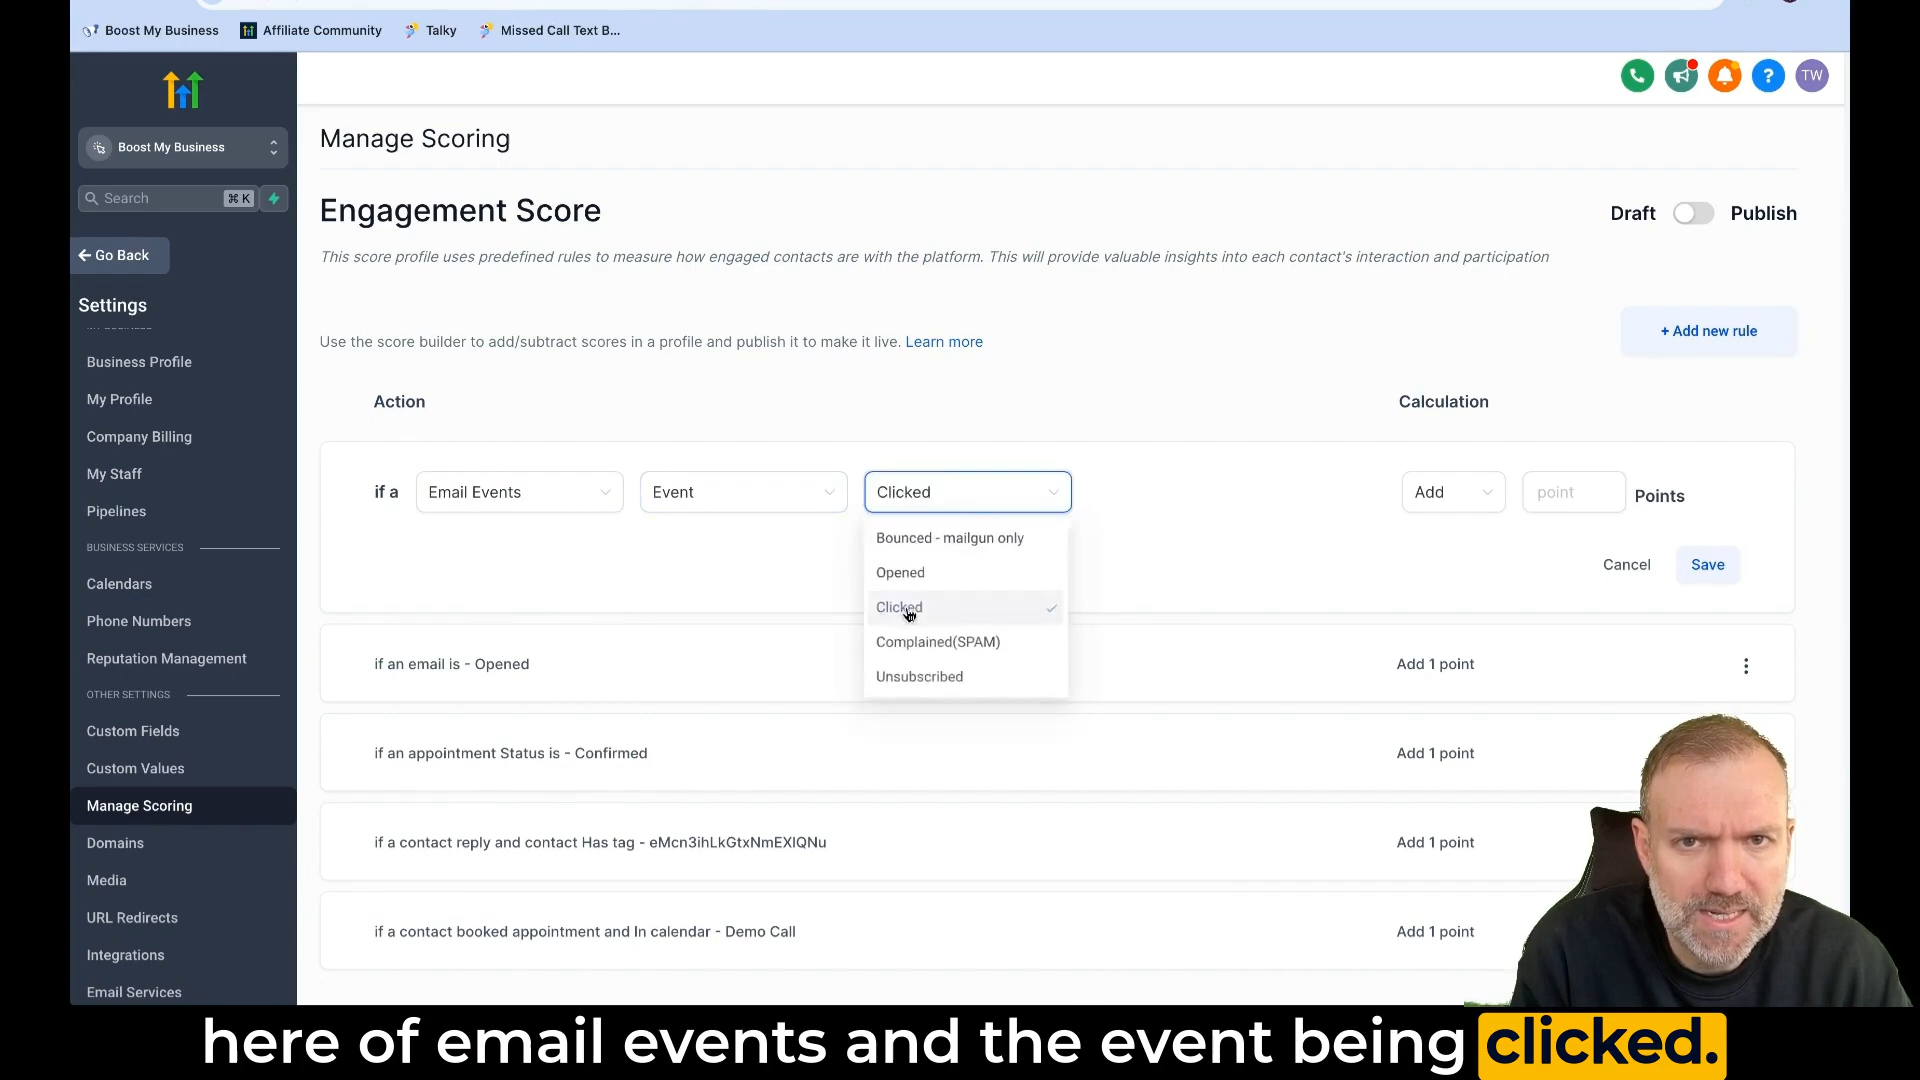 Boost My Business
Affiliate Community
Talky
Missed Call Text B...
TW
Boost My Business
Search
⌘ K
Go Back
Settings
Business Profile
My Profile
Company Billing
My Staff
Pipelines
BUSINESS SERVICES
Calendars
Phone Numbers
Reputation Management
OTHER SETTINGS
Custom Fields
Custom Values
Manage Scoring
Domains
Media
URL Redirects
Integrations
Email Services
Manage Scoring
Engagement Score
Draft
Publish
This score profile uses predefined rules to measure how engaged contacts are with the platform. This will provide valuable insights into each contact's interaction and participation
Use the score builder to add/subtract scores in a profile and publish it to make it live. Learn more
+ Add new rule
Action
Calculation
if a
Email Events
Event
Clicked
Add
point
Points
Bounced - mailgun only
Opened
Clicked
Complained(SPAM)
Unsubscribed
Cancel
Save
if an email is - Opened
Add 1 point
if an appointment Status is - Confirmed
Add 1 point
if a contact reply and contact Has tag - eMcn3ihLkGtxNmEXIQNu
Add 1 point
if a contact booked appointment and In calendar - Demo Call
Add 1 point
here of email events and the event being clicked.